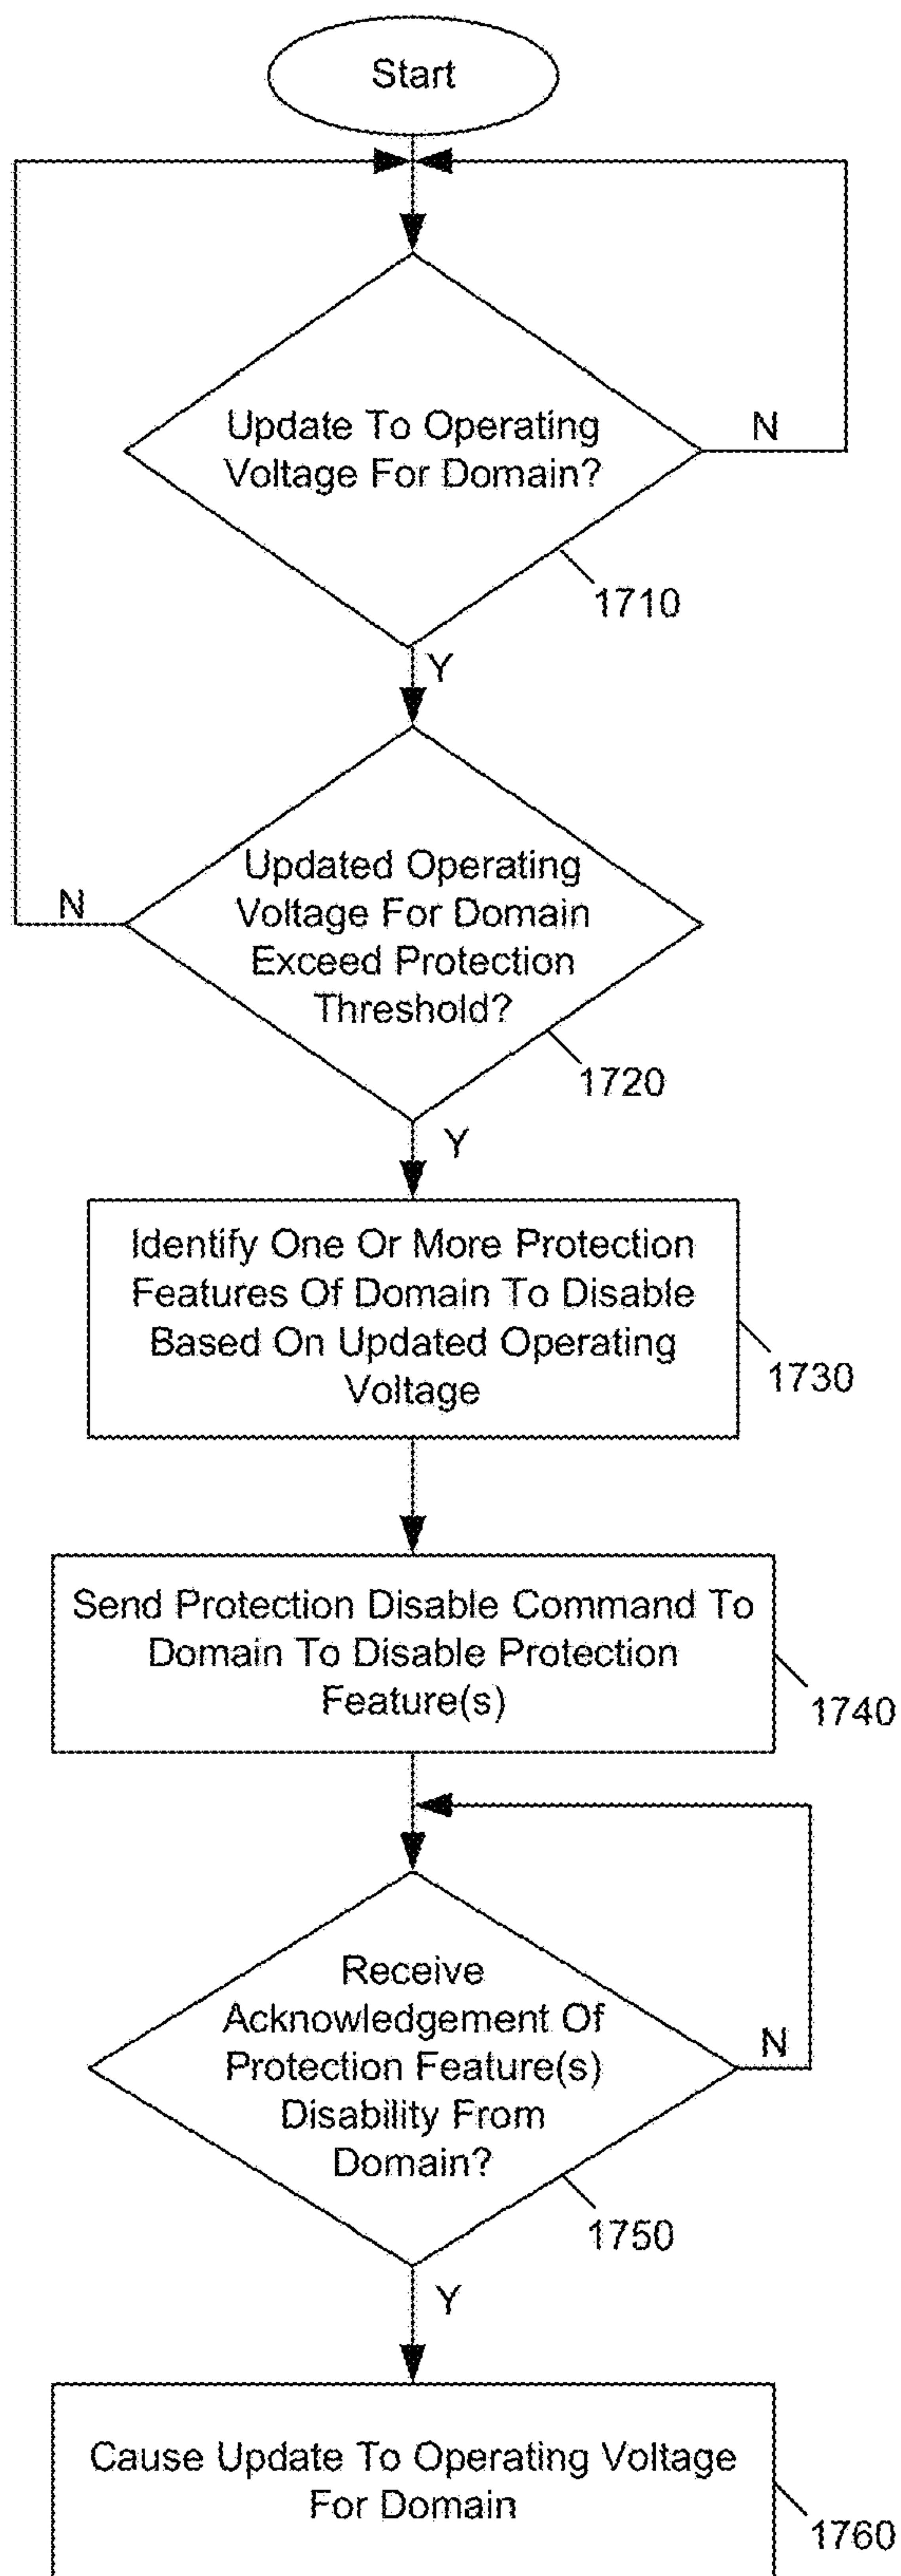 Start
Update To Operating
Voltage For Domain?
N
1710
Y
Updated Operating
Voltage For Domain
Exceed Protection
Threshold?
N
1720
Y
Identify One Or More Protection
Features Of Domain To Disable
Based On Updated Operating
Voltage
1730
Send Protection Disable Command To
Domain To Disable Protection
Feature(s)
1740
Receive
Acknowledgement Of
Protection Feature(s)
Disability From
Domain?
N
1750
Y
Cause Update To Operating Voltage
For Domain
1760